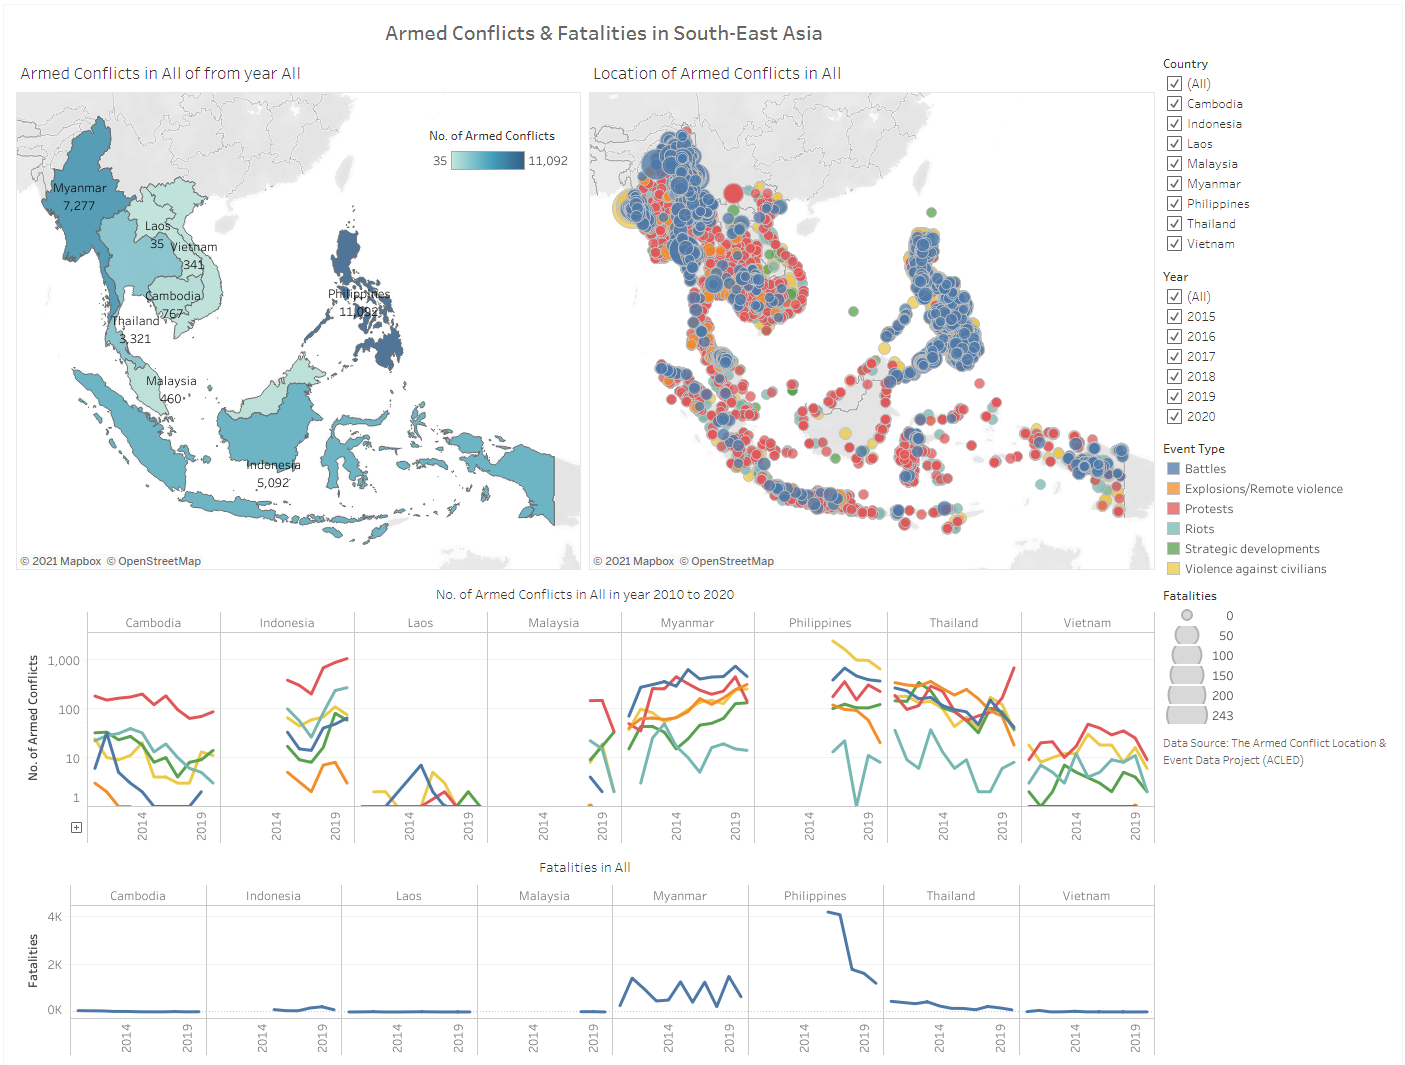 Armed Conflicts & Fatalities in South-East Asia
Armed Conflicts in All of from year All
No. of Armed Conflicts
35 11,092
Myanmar
7,277
Laos
35
Vietnam
341
Cambodia
767
Thailand
3,321
Philippines
11,092
Malaysia
460
Indonesia
5,092
© 2021 Mapbox © OpenStreetMap
Location of Armed Conflicts in All
© 2021 Mapbox © OpenStreetMap
Country
(All)
Cambodia
Indonesia
Laos
Malaysia
Myanmar
Philippines
Thailand
Vietnam
Year
(All)
2015
2016
2017
2018
2019
2020
Event Type
Battles
Explosions/Remote violence
Protests
Riots
Strategic developments
Violence against civilians
Fatalities
0
50
100
150
200
243
Data Source: The Armed Conflict Location &
Event Data Project (ACLED)
No. of Armed Conflicts in All in year 2010 to 2020
Cambodia Indonesia Laos Malaysia Myanmar Philippines Thailand Vietnam
No. of Armed Conflicts
1,000
100
10
1
2014 2019 2014 2019 2014 2019 2014 2019 2014 2019 2014 2019 2014 2019 2014 2019
Fatalities in All
Cambodia Indonesia Laos Malaysia Myanmar Philippines Thailand Vietnam
Fatalities
4K
2K
0K
2014 2019 2014 2019 2014 2019 2014 2019 2014 2019 2014 2019 2014 2019 2014 2019